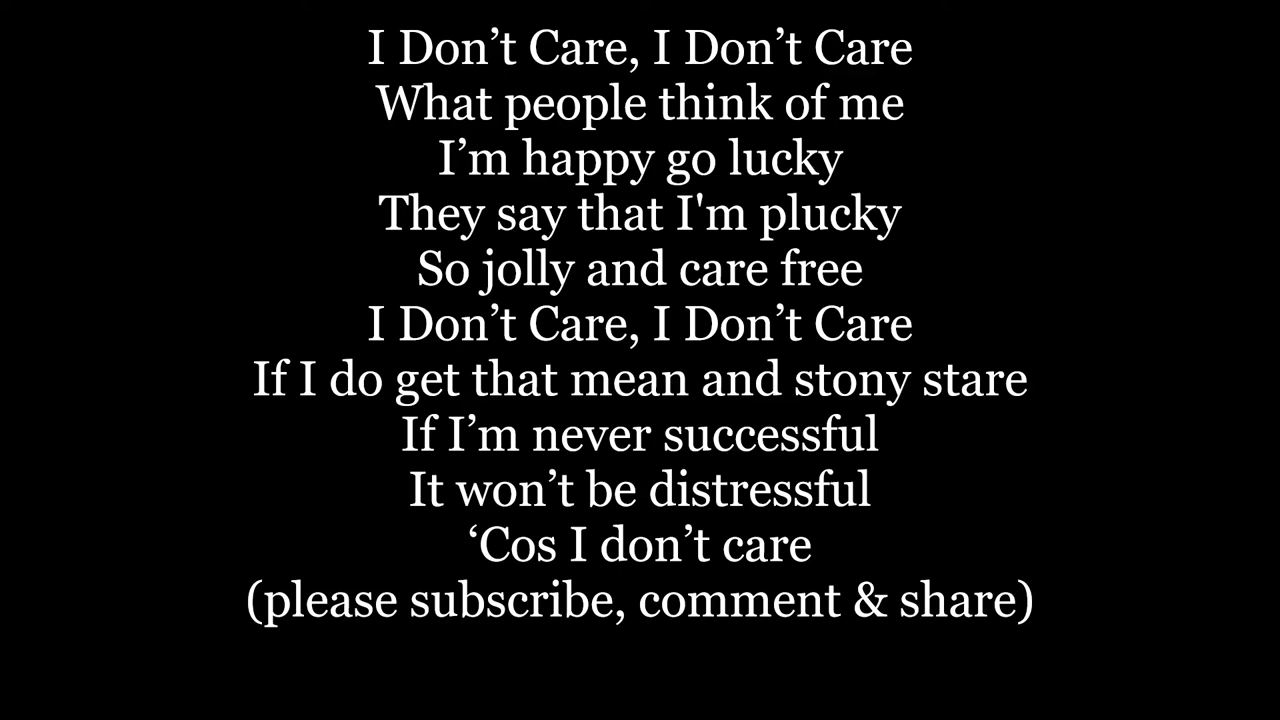 I Don’t Care, I Don’t Care
What people think of me
I’m happy go lucky
They say that I'm plucky
So jolly and care free
I Don’t Care, I Don’t Care
If I do get that mean and stony stare
If I’m never successful
It won’t be distressful
‘Cos I don’t care
(please subscribe, comment & share)